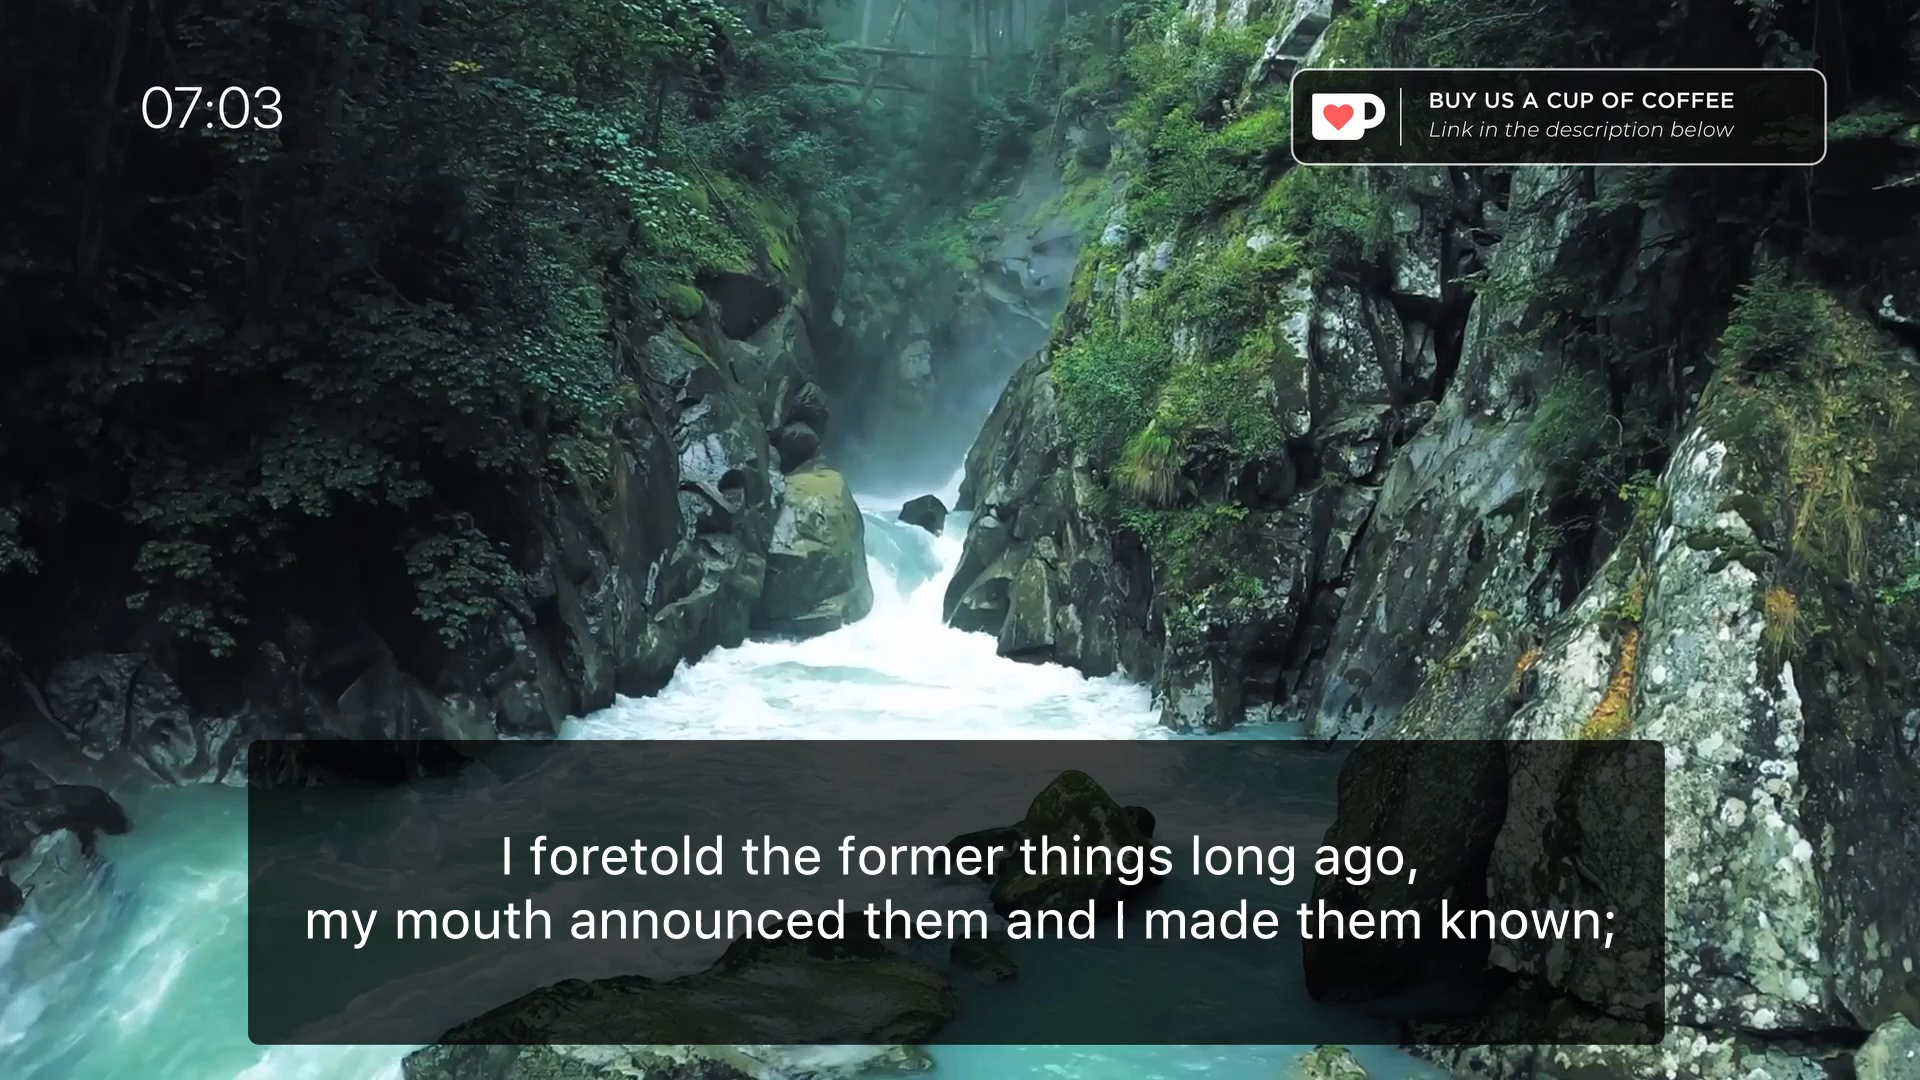 07:03
BUY US A CUP OF COFFEE
Link in the description below
I foretold the former things long ago,
my mouth announced them and I made them known;